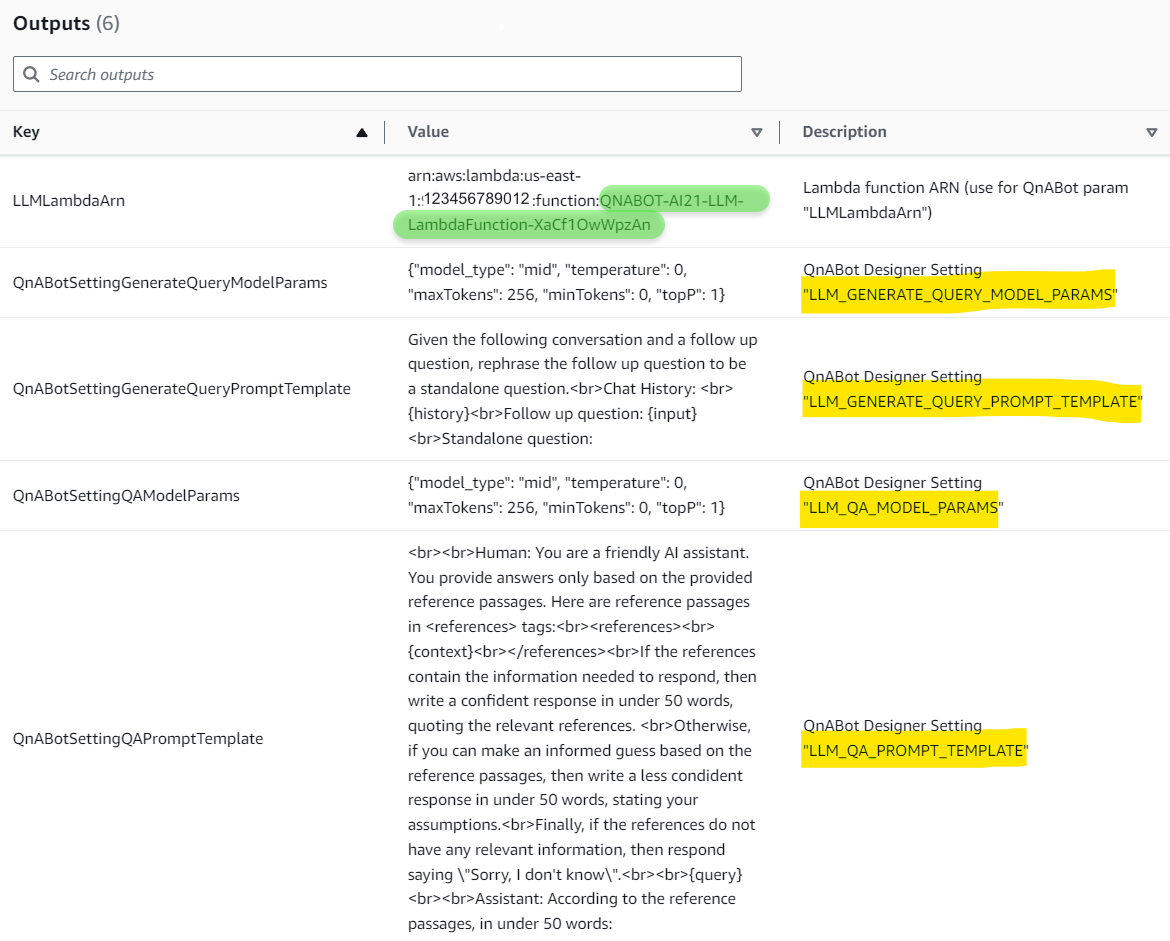 Outputs (6)
Search outputs
Key
Value
Description
LLMLambdaArn
arn:aws:lambda:us-east-
1:123456789012:function:QNABOT-AI21-LLM-
LambdaFunction-XaCf1OwWpzAn
Lambda function ARN (use for QnABot param
"LLMLambdaArn")
QnABotSettingGenerateQueryModelParams
{"model_type": "mid", "temperature": 0,
"maxTokens": 256, "minTokens": 0, "topP": 1}
QnABot Designer Setting
"LLM_GENERATE_QUERY_MODEL_PARAMS"
QnABotSettingGenerateQueryPromptTemplate
Given the following conversation and a follow up
question, rephrase the follow up question to be
a standalone question.<br>Chat History: <br>
{history}<br>Follow up question: {input}
<br>Standalone question:
QnABot Designer Setting
"LLM_GENERATE_QUERY_PROMPT_TEMPLATE"
QnABotSettingQAModelParams
{"model_type": "mid", "temperature": 0,
"maxTokens": 256, "minTokens": 0, "topP": 1}
QnABot Designer Setting
"LLM_QA_MODEL_PARAMS"
QnABotSettingQAPromptTemplate
<br><br>Human: You are a friendly AI assistant.
You provide answers only based on the provided
reference passages. Here are reference passages
in <references> tags:<br><references><br>
{context}<br></references><br>If the references
contain the information needed to respond, then
write a confident response in under 50 words,
quoting the relevant references. <br>Otherwise,
if you can make an informed guess based on the
reference passages, then write a less condident
response in under 50 words, stating your
assumptions.<br>Finally, if the references do not
have any relevant information, then respond
saying \"Sorry, I don't know\".<br><br>{query}
<br><br>Assistant: According to the reference
passages, in under 50 words:
QnABot Designer Setting
"LLM_QA_PROMPT_TEMPLATE"